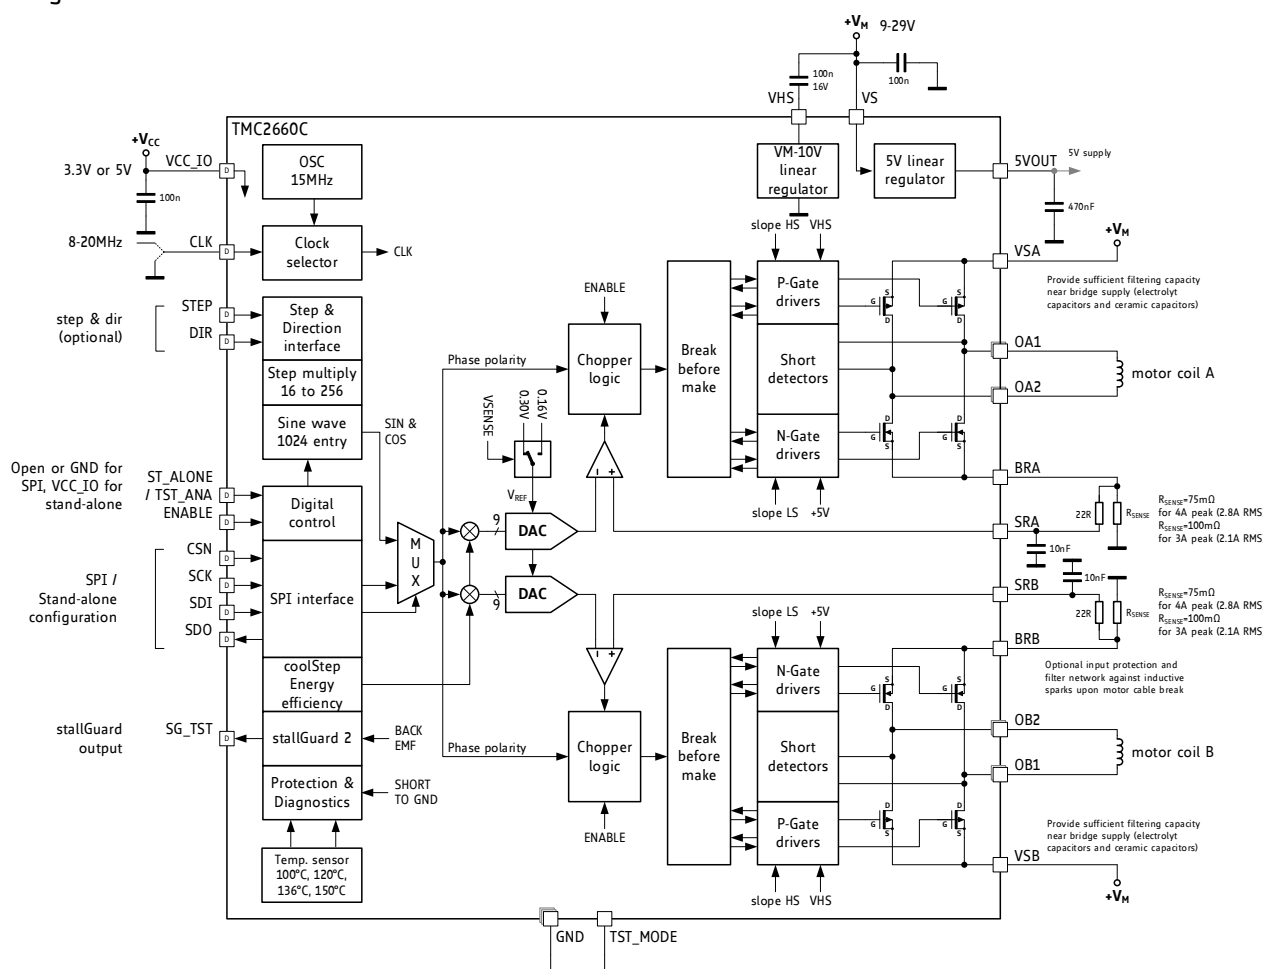 +VM 9-29V
100n
16V
100n
VHS
VS
TMC2660C
+VCC
3.3V or 5V
VCC_IO
D
100n
OSC
15MHz
VM-10V
linear
regulator
5V linear
regulator
5VOUT
5V supply
470nF
8-20MHz
CLK
D
Clock
selector
CLK
slope HS VHS
+VM
VSA
Provide sufficient filtering capacity
near bridge supply (electrolyt
capacitors and ceramic capacitors)
step & dir
(optional)
STEP
D
DIR
D
Step &
Direction
interface
Step multiply
16 to 256
Sine wave
1024 entry
SIN &
COS
ENABLE
Chopper
logic
Phase polarity
Break
before
make
P-Gate
drivers
Short
detectors
N-Gate
drivers
S
G
D
S
G
D
D
G
S
D
G
S
OA1
OA2
motor coil A
VSENSE
0.30V
0.16V
VREF
BRA
slope LS +5V
SRA
22R
RSENSE
10nF
RSENSE=75mΩ
for 4A peak (2.8A RMS
RSENSE=100mΩ
for 3A peak (2.1A RMS
Open or GND for
SPI, VCC_IO for
stand-alone
ST_ALONE
/ TST_ANA
D
ENABLE
D
Digital
control
SPI /
Stand-alone
configuration
CSN
D
SCK
D
SDI
D
SDO
D
SPI interface
M
U
X
9
DAC
9
DAC
− +
− +
SRB
10nF
22R
RSENSE
RSENSE=75mΩ
for 4A peak (2.8A RMS
RSENSE=100mΩ
for 3A peak (2.1A RMS
slope LS +5V
BRB
Optional input protection and
filter network against inductive
sparks upon motor cable break
coolStep
Energy
efficiency
stallGuard
output
SG_TST
D
stallGuard 2
BACK
EMF
Protection &
Diagnostics
SHORT
TO GND
Temp. sensor
100°C, 120°C,
136°C, 150°C
Phase polarity
Chopper
logic
ENABLE
Break
before
make
N-Gate
drivers
Short
detectors
P-Gate
drivers
S
G
D
S
G
D
D
G
S
D
G
S
OB2
OB1
motor coil B
Provide sufficient filtering capacity
near bridge supply (electrolyt
capacitors and ceramic capacitors)
VSB
+VM
slope HS VHS
GND
TST_MODE